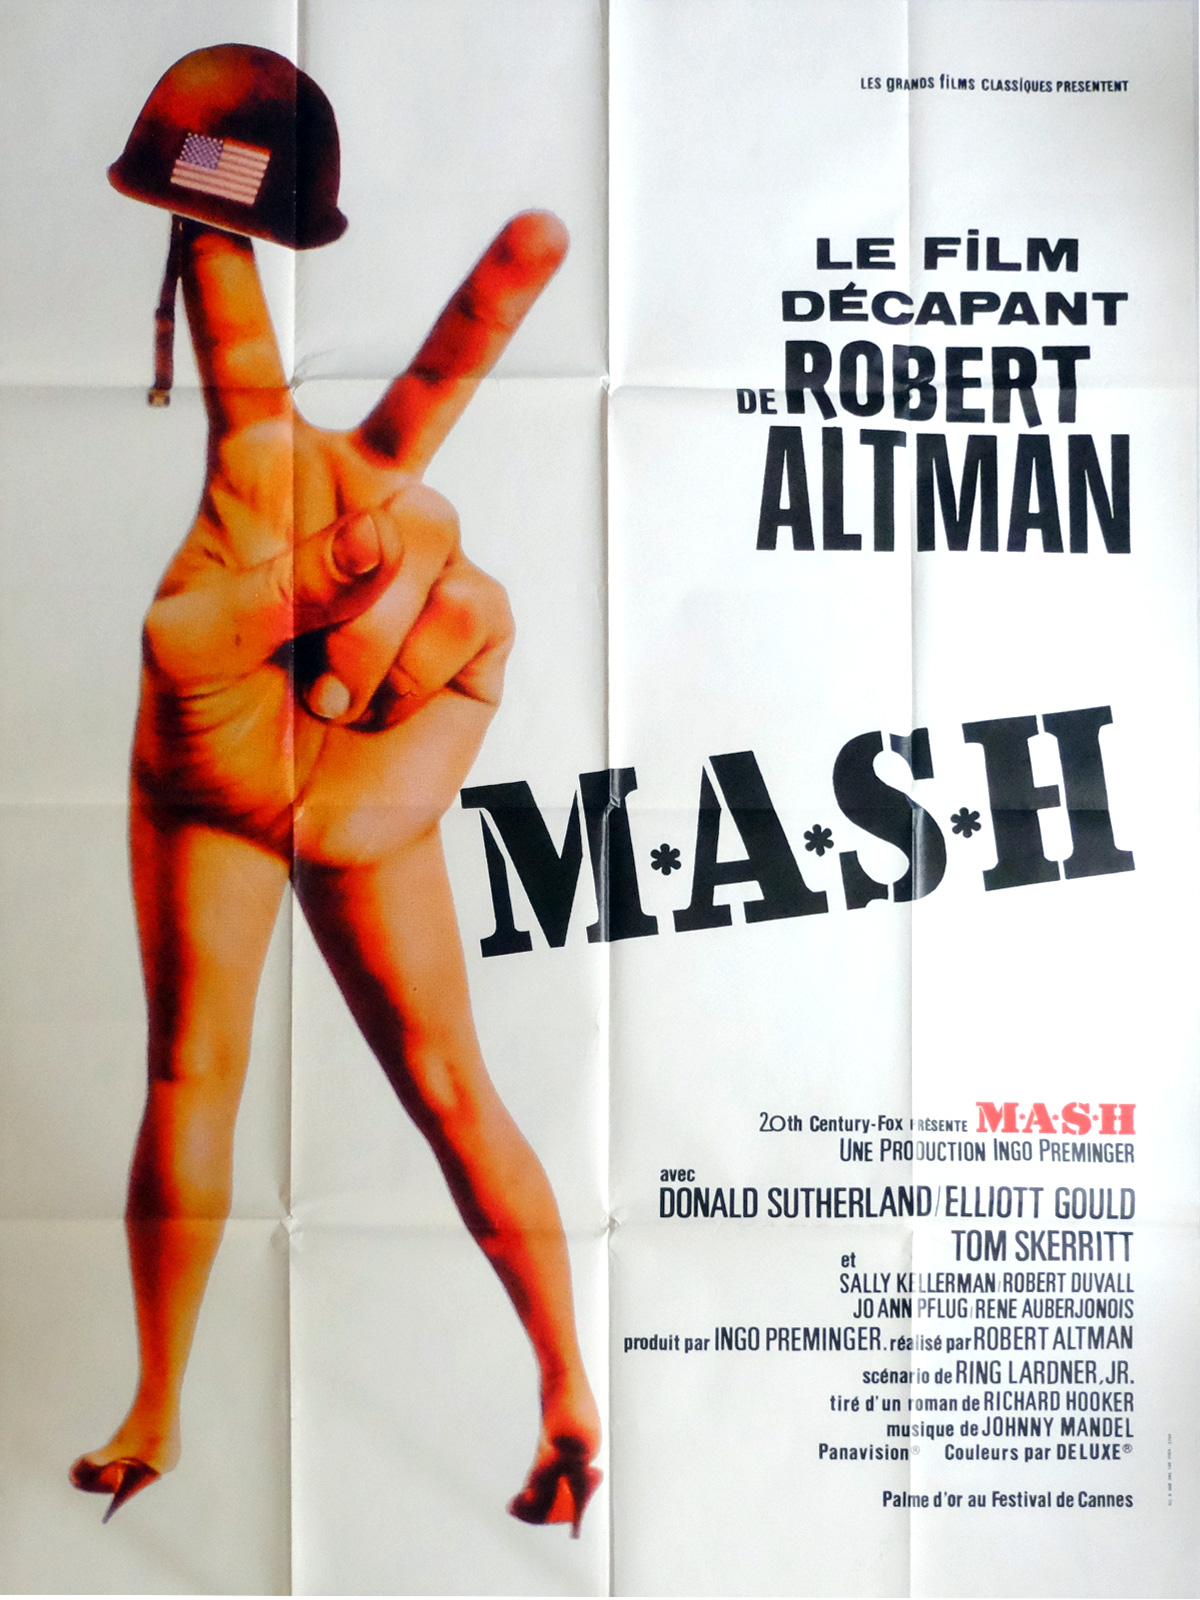 LES GRANDS FILMS CLASSIQUES PRESENTENT
LE FILM
DÉCAPANT
DE ROBERT
ALTMAN
M*A*S*H
20th Century-Fox PRÉSENTE M*A*S*H
UNE PRODUCTION INGO PREMINGER
avec
DONALD SUTHERLAND/ELLIOTT GOULD
TOM SKERRITT
et
SALLY KELLERMAN/ROBERT DUVALL
JO ANN PFLUG/RENE AUBERJONOIS
produit par INGO PREMINGER. réalisé par ROBERT ALTMAN
scénario de RING LARDNER, JR.
tiré d'un roman de RICHARD HOOKER
musique de JOHNNY MANDEL
Panavision® Couleurs par DELUXE®
Palme d'or au Festival de Cannes